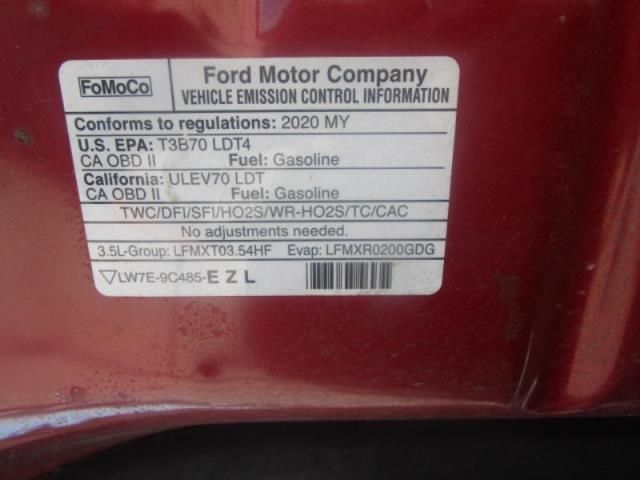 FoMoCo
Ford Motor Company
VEHICLE EMISSION CONTROL INFORMATION
Conforms to regulations: 2020 MY
U.S. EPA: T3B70 LDT4
CA OBD II Fuel: Gasoline
California: ULEV70 LDT
CA OBD II Fuel: Gasoline
TWC/DFI/SFI/HO2S/WR-HO2S/TC/CAC
No adjustments needed.
3.5L-Group: LFMXT03.54HF Evap: LFMXR0200GDG
LW7E-9C485-E Z L